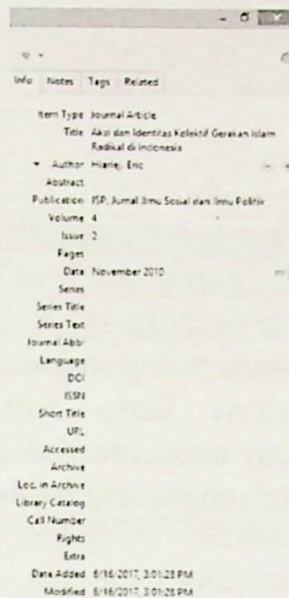 Info Notes Tags Related
Item Type Journal Article
Title Aksi dan Identitas Kolektif Gerakan Islam
Radikal di Indonesia
Author Hiariej, Eric
Abstract
Publication ISP, Jurnal Ilmu Sosial dan Ilmu Politik
Volume 4
Issue 2
Pages
Date November 2010
Series
Series Title
Series Text
Journal Abbr
Language
DOI
ISSN
Short Title
URL
Accessed
Archive
Loc. in Archive
Library Catalog
Call Number
Rights
Extra
Date Added 6/16/2017, 3:01:28 PM
Modified 6/16/2017, 3:01:28 PM